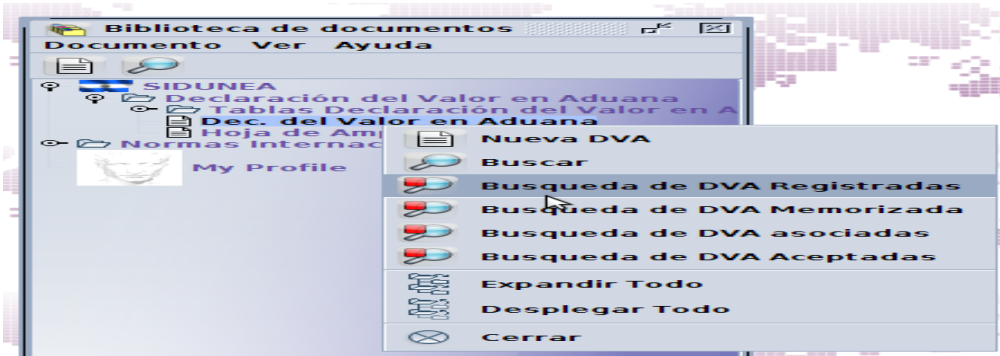 Biblioteca de documentos
Documento Ver Ayuda
SIDUNEA
Declaración del Valor en Aduana
Tablas Declaración del Valor en A
Dec. del Valor en Aduana
Hoja de Am
Normas Internac
My Profile
Nueva DVA
Buscar
Busqueda de DVA Registradas
Busqueda de DVA Memorizada
Busqueda de DVA asociadas
Busqueda de DVA Aceptadas
Expandir Todo
Desplegar Todo
Cerrar